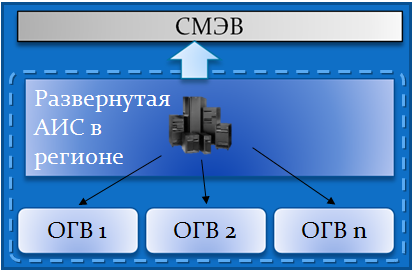 СМЭВ
Развернутая
АИС в
регионе
ОГВ 1
ОГВ 2
ОГВ n